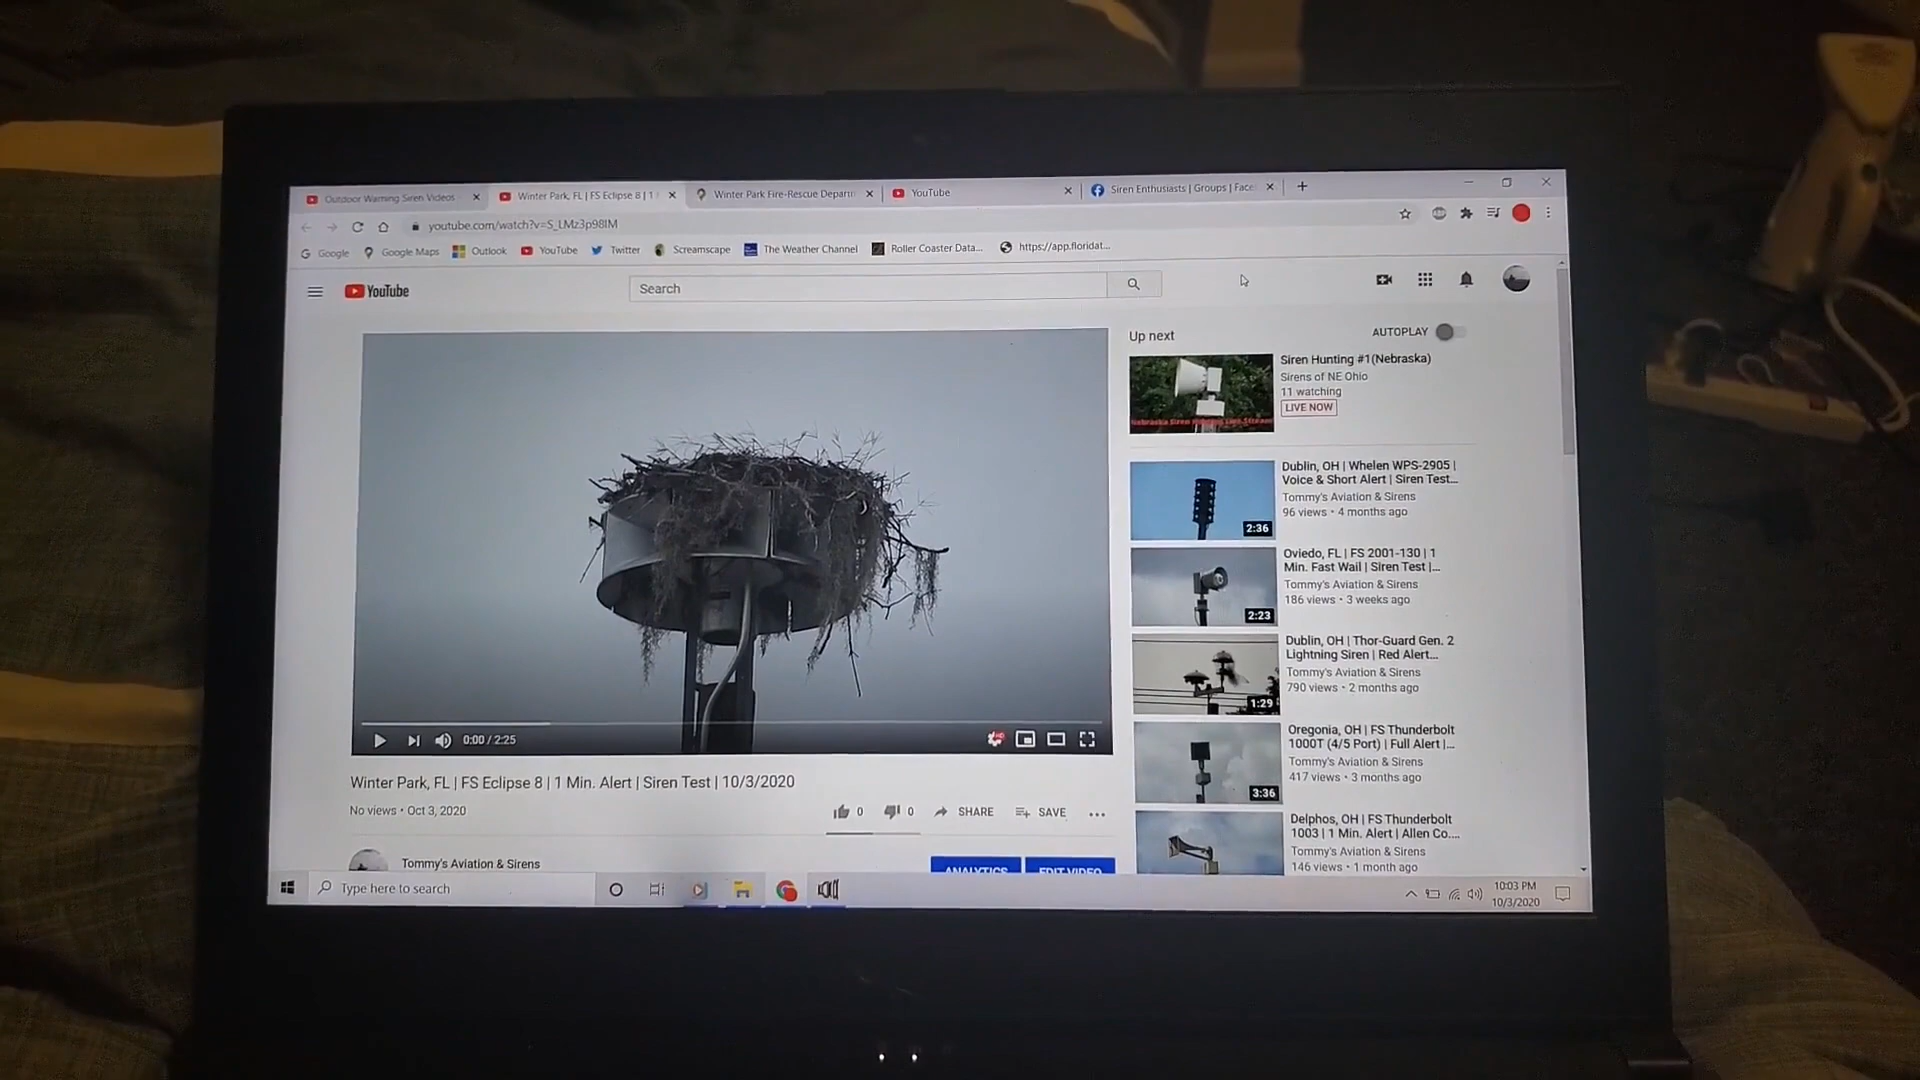 Outdoor Warning Siren Videos
Winter Park, FL | FS Eclipse 8 | 1
Winter Park Fire-Rescue Departm
YouTube
Siren Enthusiasts | Groups | Face
youtube.com/watch?v=S_LMz3p98IM
Google
Google Maps
Outlook
YouTube
Twitter
Screamscape
The Weather Channel
Roller Coaster Data...
https://app.floridat...
YouTube
Search
Up next
AUTOPLAY
Siren Hunting #1(Nebraska)
Sirens of NE Ohio
11 watching
LIVE NOW
Dublin, OH | Whelen WPS-2905 |
Voice & Short Alert | Siren Test...
Tommy's Aviation & Sirens
96 views • 4 months ago
2:36
Oviedo, FL | FS 2001-130 | 1
Min. Fast Wail | Siren Test |...
Tommy's Aviation & Sirens
186 views • 3 weeks ago
2:23
Dublin, OH | Thor-Guard Gen. 2
Lightning Siren | Red Alert...
Tommy's Aviation & Sirens
790 views • 2 months ago
1:29
Oregonia, OH | FS Thunderbolt
1000T (4/5 Port) | Full Alert |...
Tommy's Aviation & Sirens
417 views • 3 months ago
3:36
Delphos, OH | FS Thunderbolt
1003 | 1 Min. Alert | Allen Co....
Tommy's Aviation & Sirens
146 views • 1 month ago
0:00 / 2:25
Winter Park, FL | FS Eclipse 8 | 1 Min. Alert | Siren Test | 10/3/2020
No views • Oct 3, 2020
0
0
SHARE
SAVE
Tommy's Aviation & Sirens
ANALYTICS
EDIT VIDEO
Type here to search
10:03 PM
10/3/2020